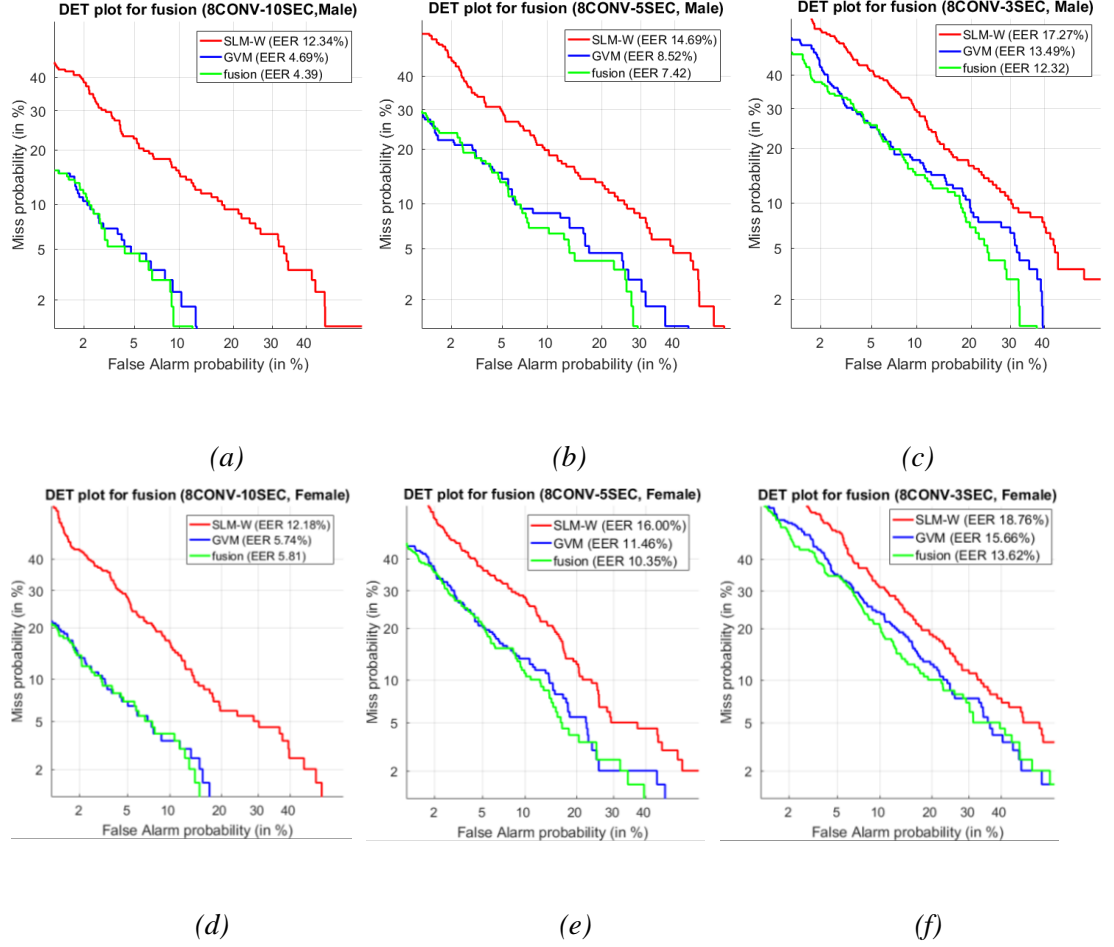 DET plot for fusion (8CONV-10SEC,Male)
SLM-W (EER 12.34%)
GVM (EER 4.69%)
fusion (EER 4.39)
Miss probability (in %)
40
30
20
10
5
2
2 5 10 20 30 40
False Alarm probability (in %)
(a)
DET plot for fusion (8CONV-5SEC, Male)
SLM-W (EER 14.69%)
GVM (EER 8.52%)
fusion (EER 7.42)
Miss probability (in %)
40
30
20
10
5
2
2 5 10 20 30 40
False Alarm probability (in %)
(b)
DET plot for fusion (8CONV-3SEC, Male)
SLM-W (EER 17.27%)
GVM (EER 13.49%)
fusion (EER 12.32)
Miss probability (in %)
40
30
20
10
5
2
2 5 10 20 30 40
False Alarm probability (in %)
(c)
DET plot for fusion (8CONV-10SEC, Female)
SLM-W (EER 12.18%)
GVM (EER 5.74%)
fusion (EER 5.81)
Miss probability (in %)
40
30
20
10
5
2
2 5 10 20 30 40
False Alarm probability (in %)
(d)
DET plot for fusion (8CONV-5SEC, Female)
SLM-W (EER 16.00%)
GVM (EER 11.46%)
fusion (EER 10.35%)
Miss probability (in %)
40
30
20
10
5
2
2 5 10 20 30 40
False Alarm probability (in %)
(e)
DET plot for fusion (8CONV-3SEC, Female)
SLM-W (EER 18.76%)
GVM (EER 15.66%)
fusion (EER 13.62%)
Miss probability (in %)
40
30
20
10
5
2
2 5 10 20 30 40
False Alarm probability (in %)
(f)